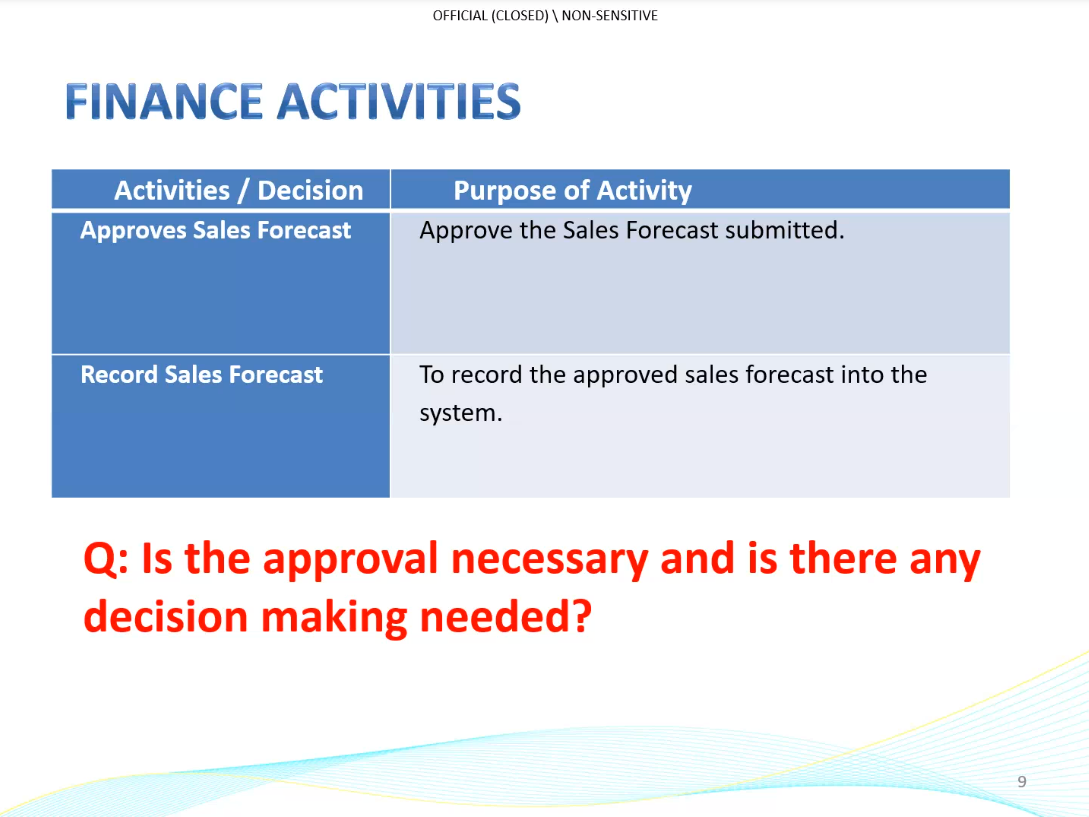 OFFICIAL (CLOSED) \ NON-SENSITIVE
FINANCE ACTIVITIES
Activities / Decision
Purpose of Activity
Approves Sales Forecast
Approve the Sales Forecast submitted.
Record Sales Forecast
To record the approved sales forecast into the
system.
Q: Is the approval necessary and is there any
decision making needed?
9